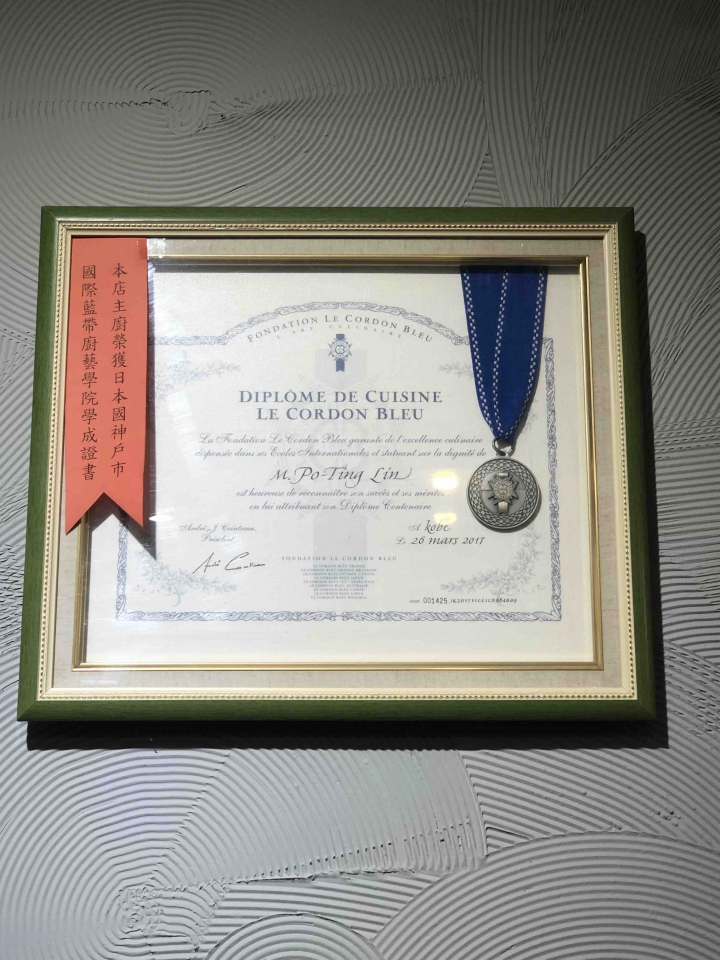 本店主廚榮獲日本國神戶市
國際藍帶廚藝學院學成證書
FONDATION LE CORDON BLEU
L'ART CULINAIRE
DIPLÔME DE CUISINE
LE CORDON BLEU
La Fondation Le Cordon Bleu garante de l'excellence culinaire
dispensée dans ses Ecoles Internationales et statuant sur la dignité de
M. Po-Ting Lin
est heureuse de reconnaître son succès et ses mérites
en lui attribuant son Diplôme Centenaire
André J. Cointreau,
Président
A Kobe
Le 26 mars 2017
FONDATION LE CORDON BLEU
001425